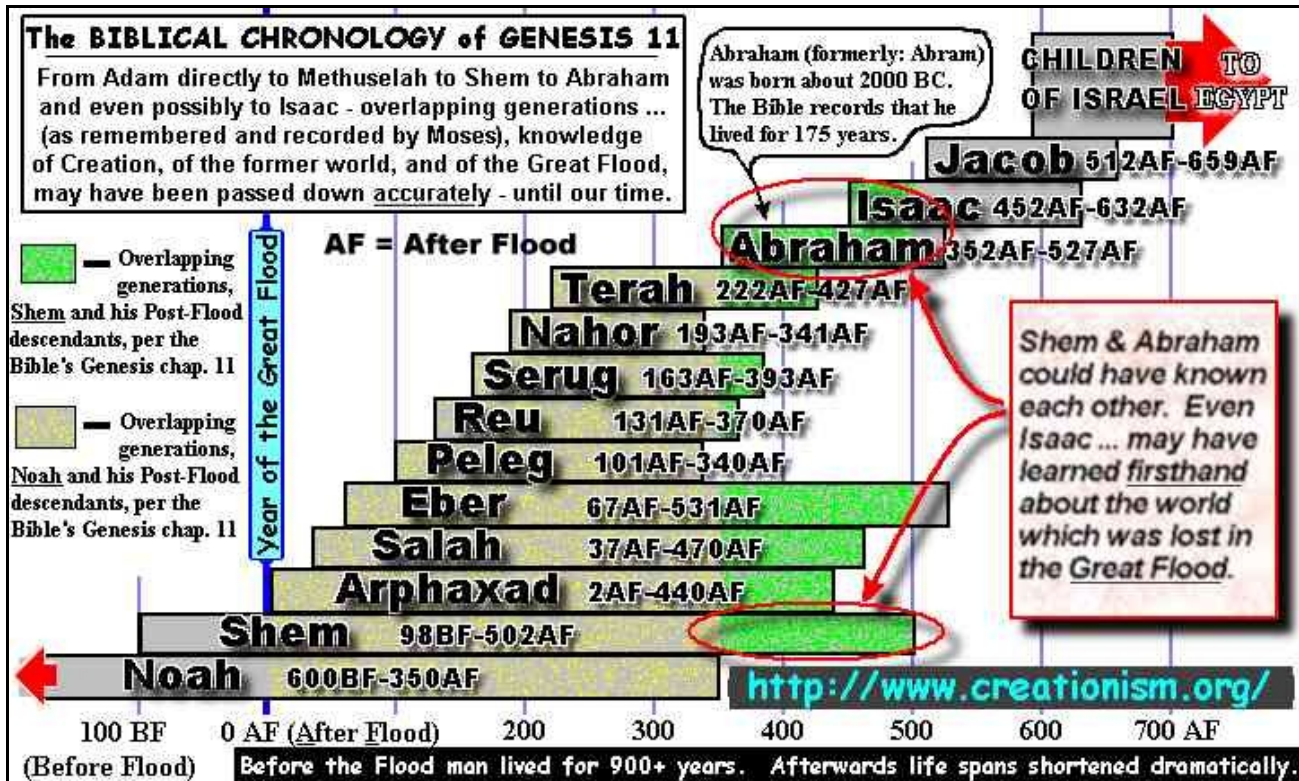 The BIBLICAL CHRONOLOGY of GENESIS 11
From Adam directly to Methuselah to Shem to Abraham
and even possibly to Isaac - overlapping generations ...
(as remembered and recorded by Moses), knowledge
of Creation, of the former world, and of the Great Flood,
may have been passed down accurately - until our time.
Abraham (formerly: Abram)
was born about 2000 BC.
The Bible records that he
lived for 175 years.
CHILDREN
OF ISRAEL
TO
EGYPT
Jacob 512AF-659AF
Isaac 452AF-632AF
Abraham 352AF-527AF
AF = After Flood
Terah 222AF-427AF
Nahor 193AF-341AF
Serug 163AF-393AF
Reu 131AF-370AF
Peleg 101AF-340AF
Eber 67AF-531AF
Salah 37AF-470AF
Arphaxad 2AF-440AF
Shem 98BF-502AF
Noah 600BF-350AF
Overlapping
generations,
Shem and his Post-Flood
descendants, per the
Bible's Genesis chap. 11
Overlapping
generations,
Noah and his Post-Flood
descendants, per the
Bible's Genesis chap. 11
Year of the Great Flood
Shem & Abraham
could have known
each other. Even
Isaac ... may have
learned firsthand
about the world
which was lost in
the Great Flood.
http://www.creationism.org/
100 BF 0 AF (After Flood) 200 300 400 500 600 700 AF
(Before Flood)
Before the Flood man lived for 900+ years. Afterwards life spans shortened dramatically.